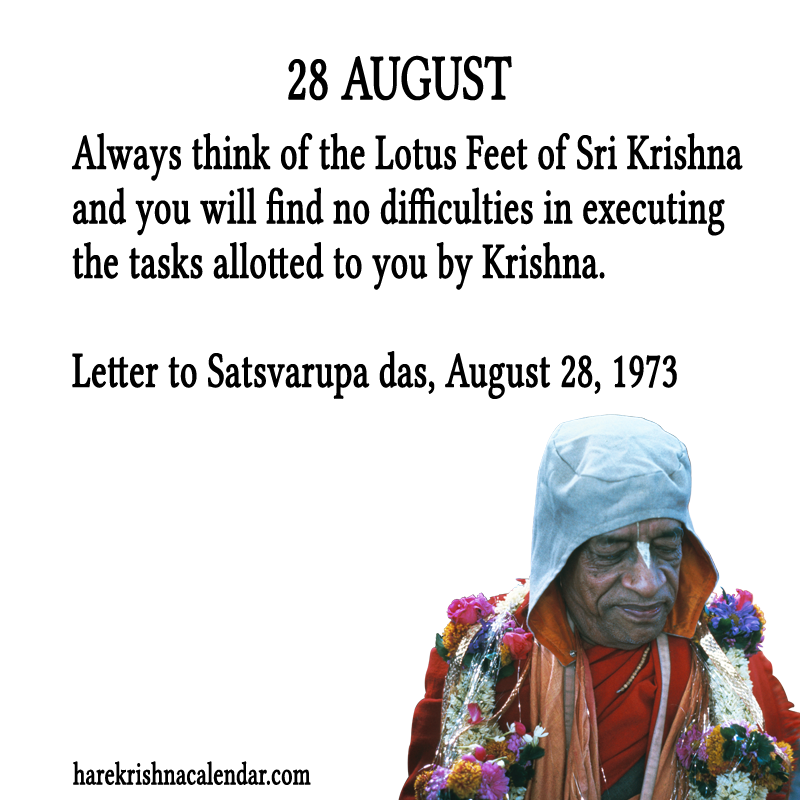 28 AUGUST
Always think of the Lotus Feet of Sri Krishna
and you will find no difficulties in executing
the tasks allotted to you by Krishna.
Letter to Satsvarupa das, August 28, 1973
harekrishnacalendar.com